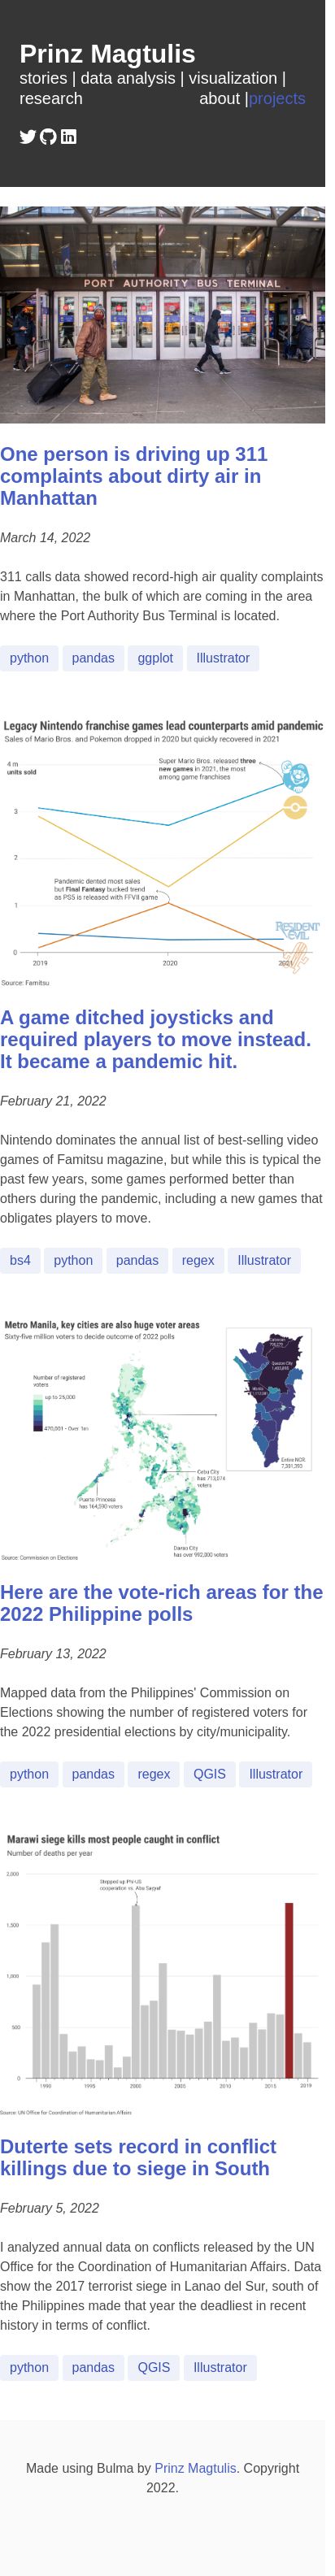 Prinz Magtulis
stories | data analysis | visualization |
research about |projects
PORT AUTHORITY BUS TERMINAL
One person is driving up 311
complaints about dirty air in
Manhattan
March 14, 2022
311 calls data showed record-high air quality complaints
in Manhattan, the bulk of which are coming in the area
where the Port Authority Bus Terminal is located.
python pandas ggplot Illustrator
Legacy Nintendo franchise games lead counterparts amid pandemic
Sales of Mario Bros. and Pokemon dropped in 2020 but quickly recovered in 2021
4 m
units sold
Super Mario Bros. released three
new games in 2021, the most
among game franchises
3
2
Pandemic dented most sales
but Final Fantasy bucked trend
as PS5 is released with FFVII game
1
RESIDENT
EVIL
0
2019 2020 2021
Source: Famitsu
A game ditched joysticks and
required players to move instead.
It became a pandemic hit.
February 21, 2022
Nintendo dominates the annual list of best-selling video
games of Famitsu magazine, but while this is typical the
past few years, some games performed better than
others during the pandemic, including a new games that
obligates players to move.
bs4 python pandas regex Illustrator
Metro Manila, key cities are also huge voter areas
Sixty-five million voters to decide outcome of 2022 polls
Number of registered
voters
up to 25,000
Quezon City
Manila
Entire NCR:
Cebu City
has 713,074
voters
Puerto Princesa
has 164,590 voters
Davao City
has over 992,000 voters
Source: Commission on Elections
Here are the vote-rich areas for the
2022 Philippine polls
February 13, 2022
Mapped data from the Philippines' Commission on
Elections showing the number of registered voters for
the 2022 presidential elections by city/municipality.
python pandas regex QGIS Illustrator
Marawi siege kills most people caught in conflict
Number of deaths per year
2,000
Stepped up PH-US
cooperation vs. Abu Sayyaf
1,500
1,000
500
0
1990 1995 2000 2005 2010 2015 2019
Source: UN Office for Coordination of Humanitarian Affairs
Duterte sets record in conflict
killings due to siege in South
February 5, 2022
I analyzed annual data on conflicts released by the UN
Office for the Coordination of Humanitarian Affairs. Data
show the 2017 terrorist siege in Lanao del Sur, south of
the Philippines made that year the deadliest in recent
history in terms of conflict.
python pandas QGIS Illustrator
Made using Bulma by Prinz Magtulis. Copyright
2022.